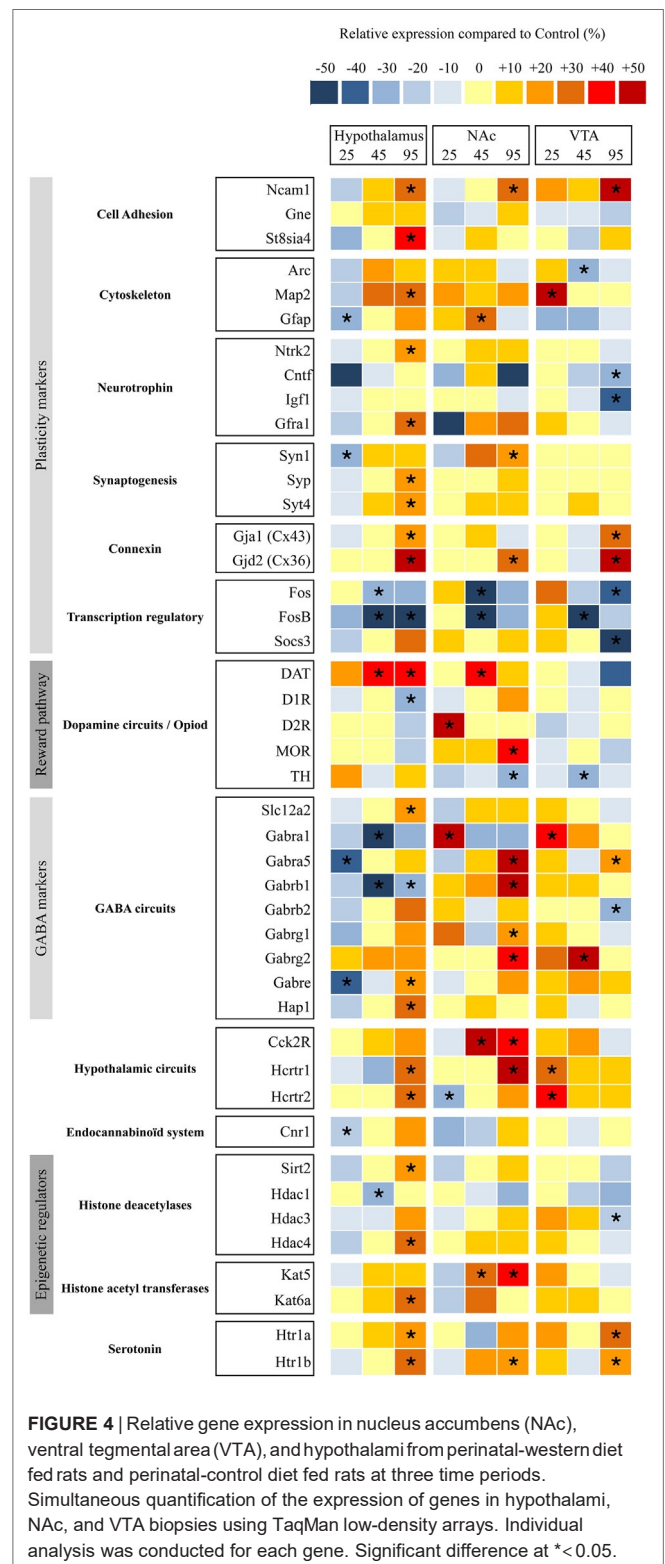 Relative expression compared to Control (%)
-50 -40 -30 -20 -10 0 +10 +20 +30 +40 +50
Hypothalamus NAc VTA
25 45 95 25 45 95 25 45 95
Plasticity markers
Cell Adhesion
Ncam1 * * *
Gne
St8sia4 *
Cytoskeleton
Arc *
Map2 * *
Gfap * *
Neurotrophin
Ntrk2 *
Cntf *
Igf1 *
Gfra1 *
Synaptogenesis
Syn1 * *
Syp *
Syt4 *
Connexin
Gja1 (Cx43) * *
Gjd2 (Cx36) * * *
Transcription regulatory
Fos * * *
FosB * * * *
Socs3 *
Reward pathway
Dopamine circuits / Opiod
DAT * * *
D1R *
D2R *
MOR *
TH * *
GABA markers
GABA circuits
Slc12a2 *
Gabra1 * * *
Gabra5 * * *
Gabrb1 * * *
Gabrb2 *
Gabrg1 *
Gabrg2 * *
Gabre * *
Hap1 *
Hypothalamic circuits
Cck2R * *
Hcrtr1 * * *
Hcrtr2 * * *
Endocannabinoïd system
Cnr1 *
Epigenetic regulators
Histone deacetylases
Sirt2 *
Hdac1 *
Hdac3 *
Hdac4 *
Histone acetyl transferases
Kat5 * *
Kat6a *
Serotonin
Htr1a * *
Htr1b * * *
FIGURE 4 | Relative gene expression in nucleus accumbens (NAc),
ventral tegmental area (VTA), and hypothalami from perinatal-western diet
fed rats and perinatal-control diet fed rats at three time periods.
Simultaneous quantification of the expression of genes in hypothalami,
NAc, and VTA biopsies using TaqMan low-density arrays. Individual
analysis was conducted for each gene. Significant difference at *< 0.05.